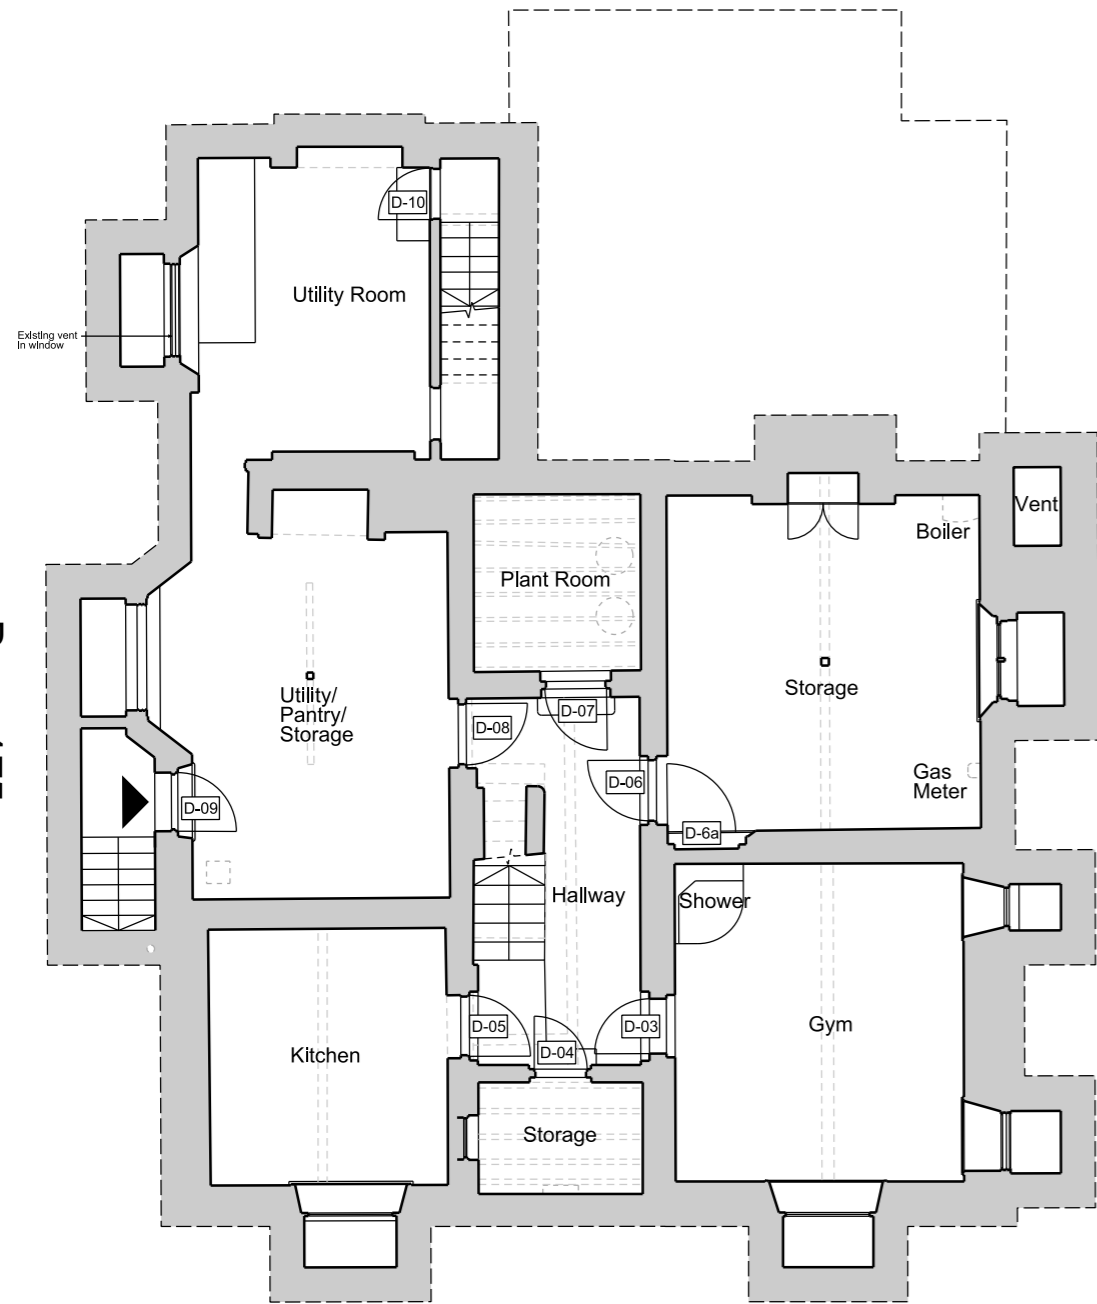 D-10
Utility Room
Existing vent
in window
Vent
Boiler
Plant Room
Storage
Utility/
Pantry/
Storage
D-07
D-08
D-06
Gas
Meter
D-09
D-6a
Hallway
Shower
D-05
D-03
Gym
D-04
Kitchen
Storage